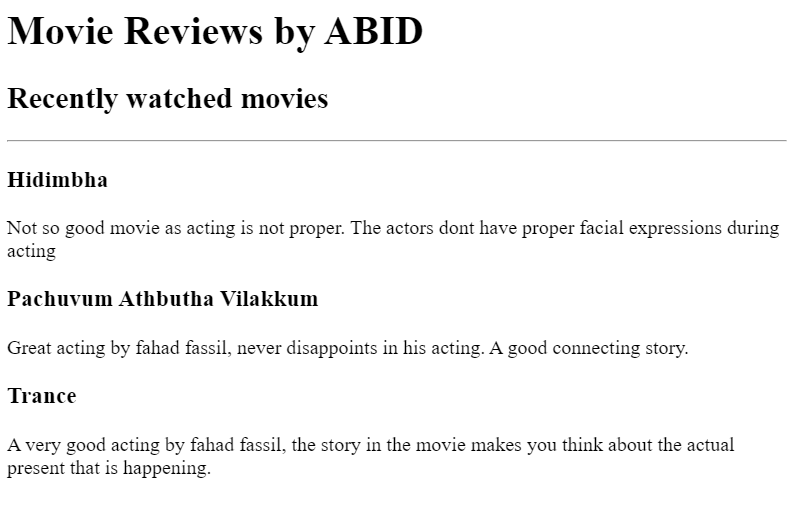 Movie Reviews by ABID
Recently watched movies
Hidimbha
Not so good movie as acting is not proper. The actors dont have proper facial expressions during
acting
Pachuvum Athbutha Vilakkum
Great acting by fahad fassil, never disappoints in his acting. A good connecting story.
Trance
A very good acting by fahad fassil, the story in the movie makes you think about the actual
present that is happening.